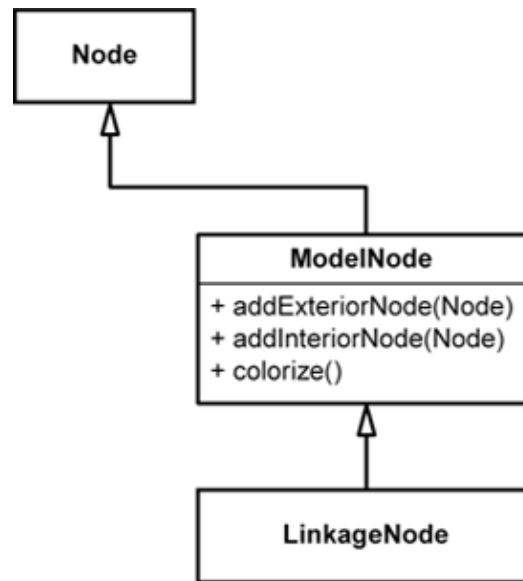 Node
ModelNode
+ addExteriorNode(Node)
+ addInteriorNode(Node)
+ colorize()
LinkageNode